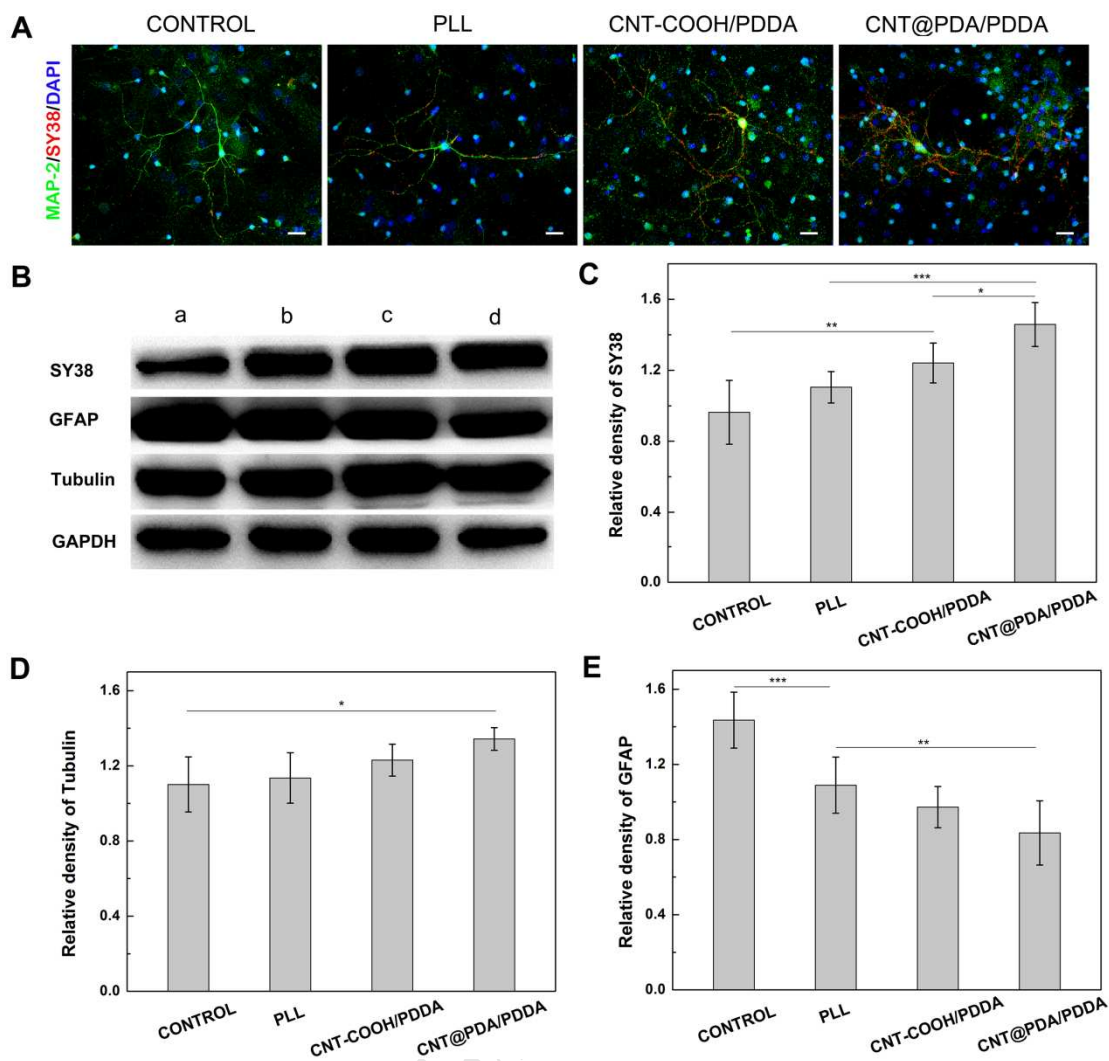 A
CONTROL
PLL
CNT-COOH/PDDA
CNT@PDA/PDDA
MAP-2/SY38/DAPI
B
a b c d
SY38
GFAP
Tubulin
GAPDH
C
Relative density of SY38
1.6
1.2
0.8
0.4
0.0
***
*
**
CONTROL
PLL
CNT-COOH/PDDA
CNT@PDA/PDDA
D
Relative density of Tubulin
1.6
1.2
0.8
0.4
0.0
*
CONTROL
PLL
CNT-COOH/PDDA
CNT@PDA/PDDA
E
Relative density of GFAP
1.6
1.2
0.8
0.4
0.0
***
**
CONTROL
PLL
CNT-COOH/PDDA
CNT@PDA/PDDA